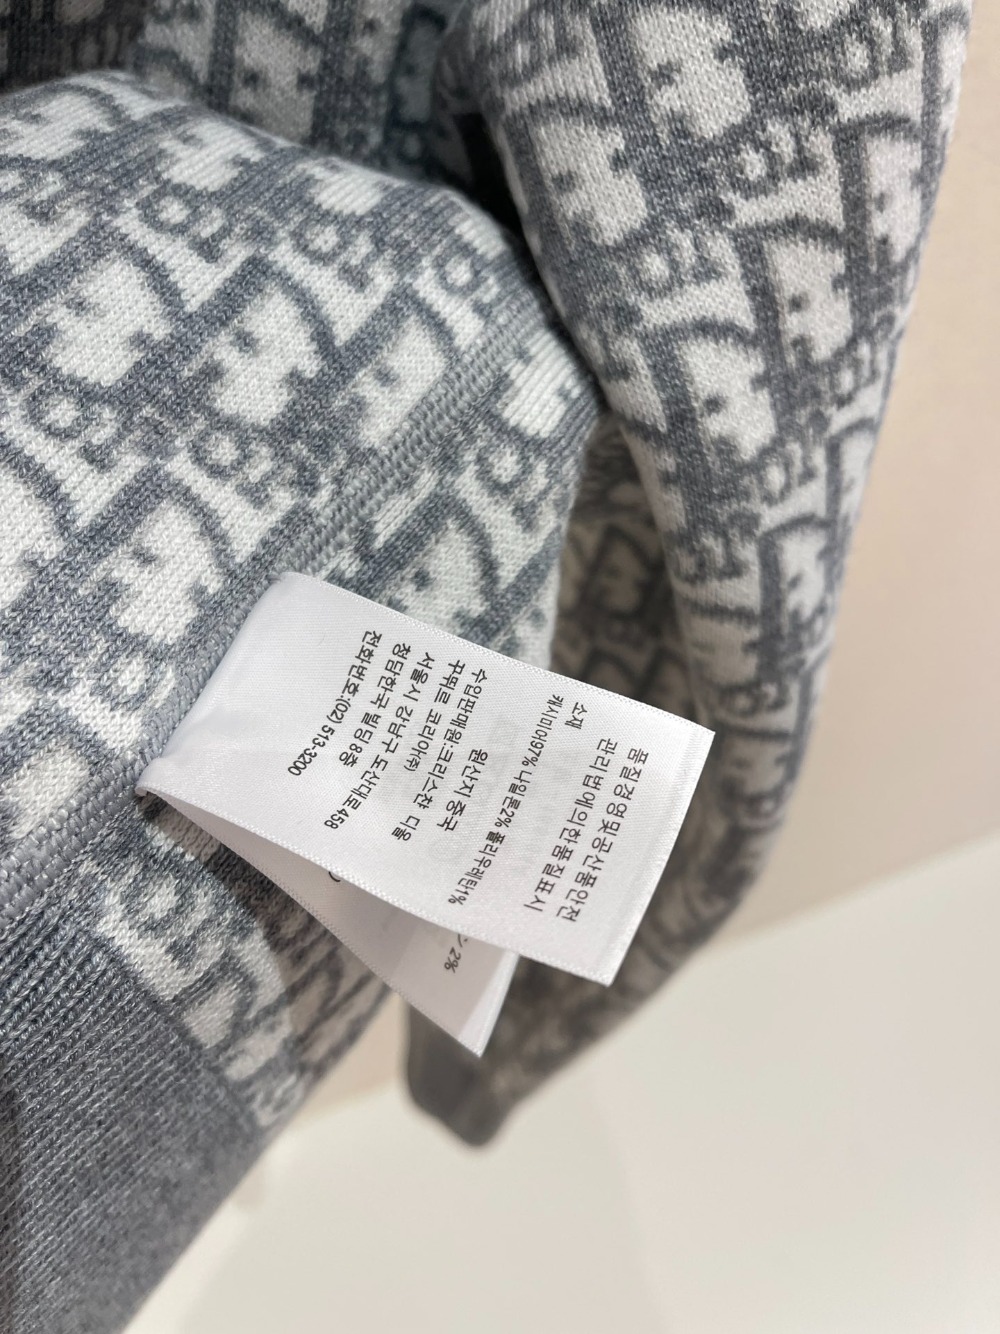 품질경영및공산품안전
관리법에의한품질표시
소재
캐시미어97% 나일론2% 폴리우레탄1%
원산지 중국
수입판매원:크리스챤 디올
꾸뛰르 코리아㈜
서울시 강남구 도산대로 458
청담한국 빌딩 8층
전화번호:(02) 513-3200
2%